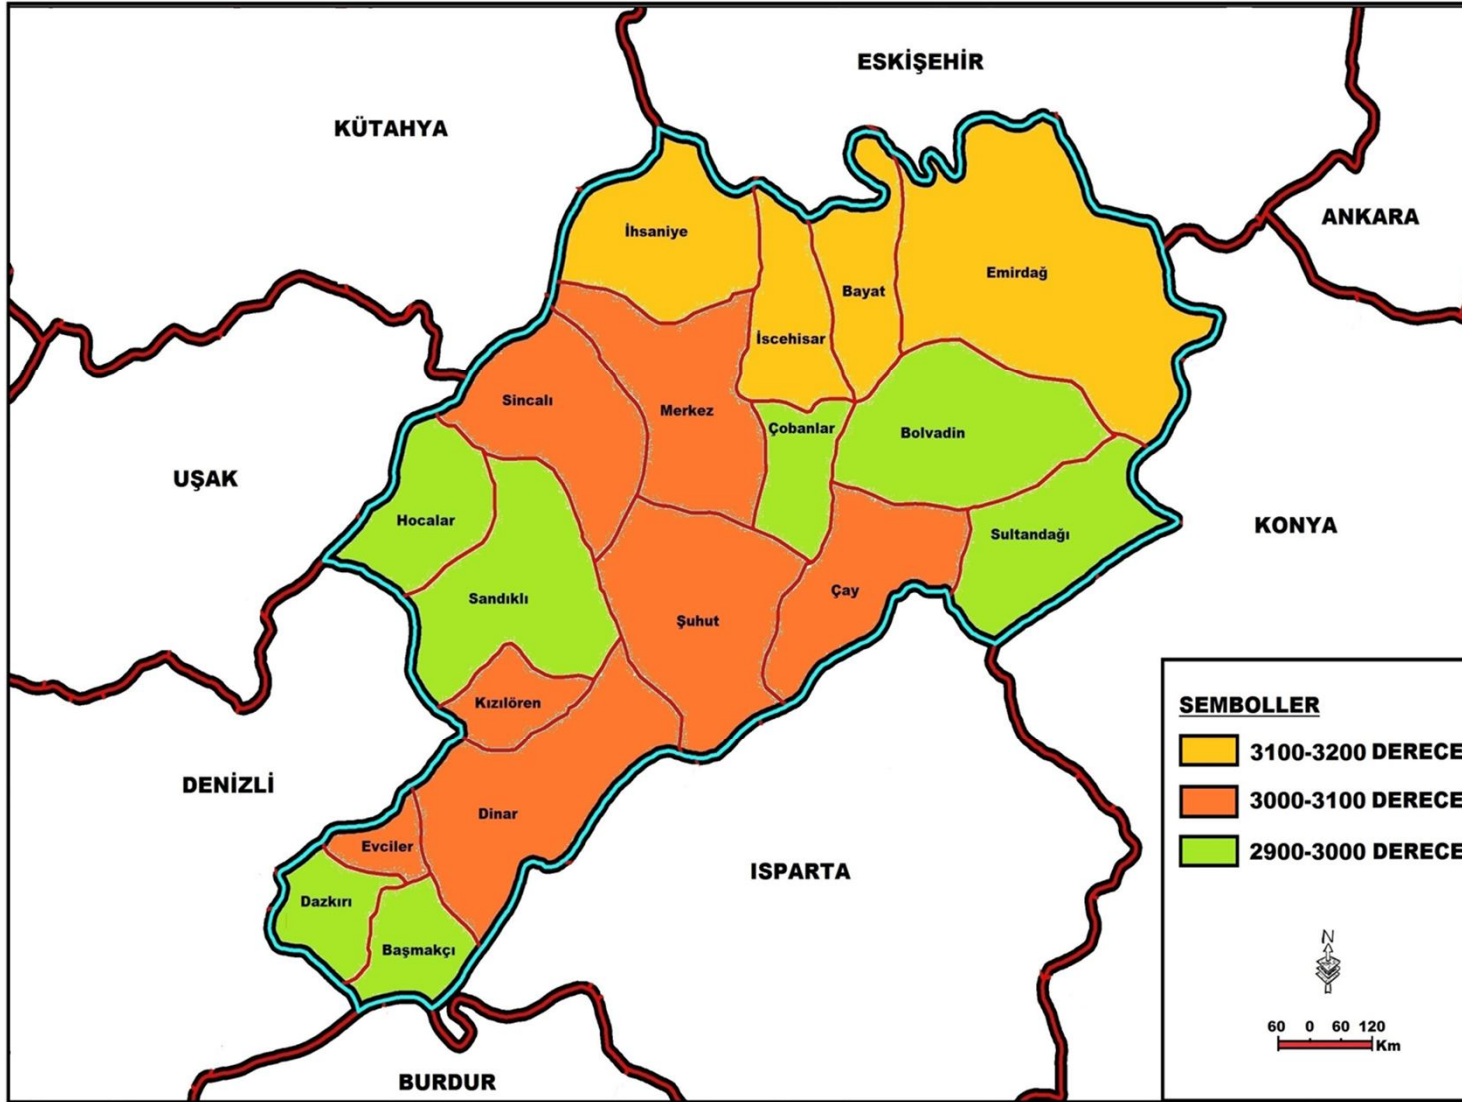 ESKİŞEHİR
KÜTAHYA
ANKARA
İhsaniye
Emirdağ
Bayat
İscehisar
Sincalı
Merkez
Çobanlar
Bolvadin
UŞAK
Hocalar
KONYA
Sultandağı
Çay
Sandıklı
Şuhut
Kızılören
SEMBOLLER
3100-3200 DERECE
DENİZLİ
3000-3100 DERECE
Dinar
Evciler
2900-3000 DERECE
ISPARTA
Dazkırı
Başmakçı
N
60 0 60 120
Km
BURDUR